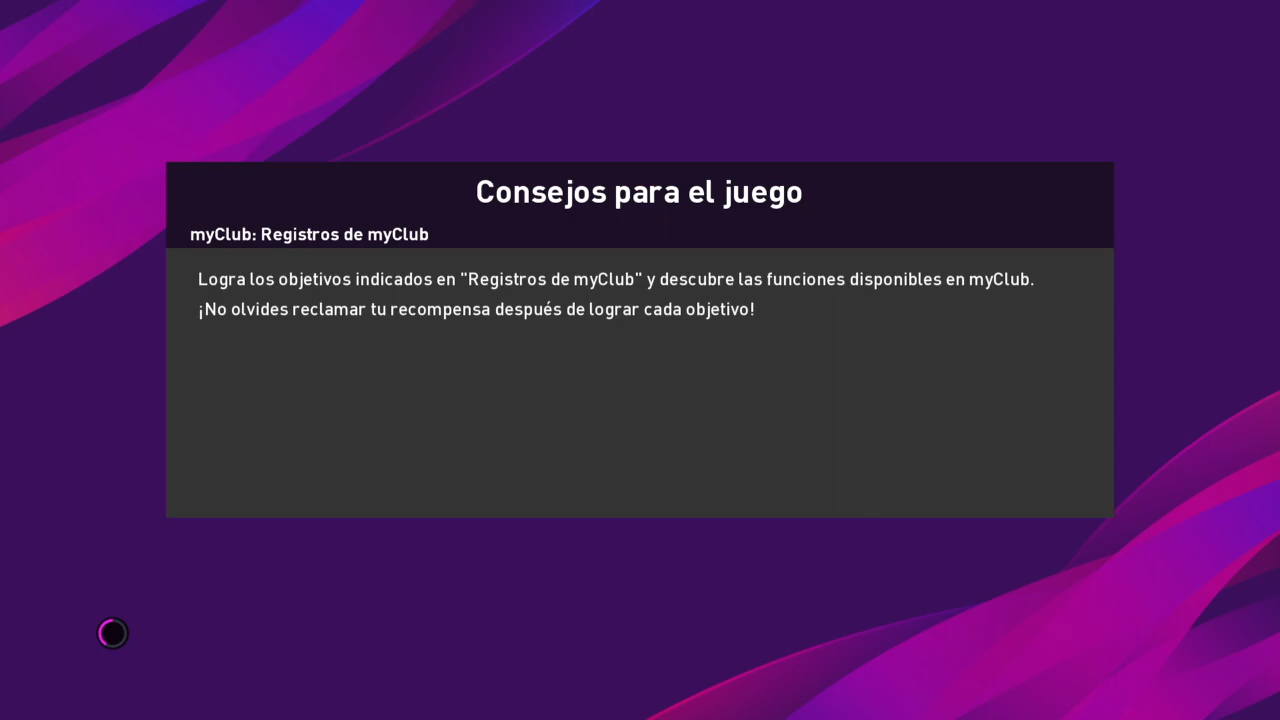 Consejos para el juego
myClub: Registros de myClub
Logra los objetivos indicados en "Registros de myClub" y descubre las funciones disponibles en myClub.
¡No olvides reclamar tu recompensa después de lograr cada objetivo!